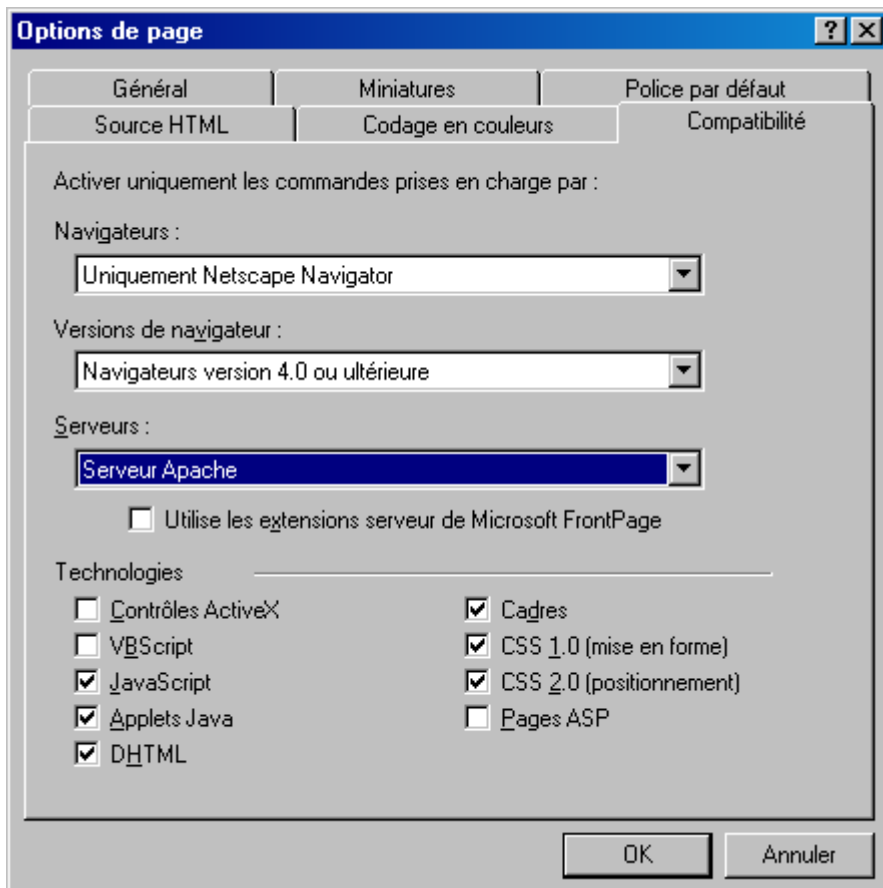 Options de page
Général Miniatures Police par défaut
Source HTML Codage en couleurs Compatibilité
Activer uniquement les commandes prises en charge par :
Navigateurs :
Uniquement Netscape Navigator
Versions de navigateur :
Navigateurs version 4.0 ou ultérieure
Serveurs :
Serveur Apache
Utilise les extensions serveur de Microsoft FrontPage
Technologies
Contrôles ActiveX Cadres
VBScript CSS 1.0 (mise en forme)
JavaScript CSS 2.0 (positionnement)
Applets Java Pages ASP
DHTML
OK Annuler